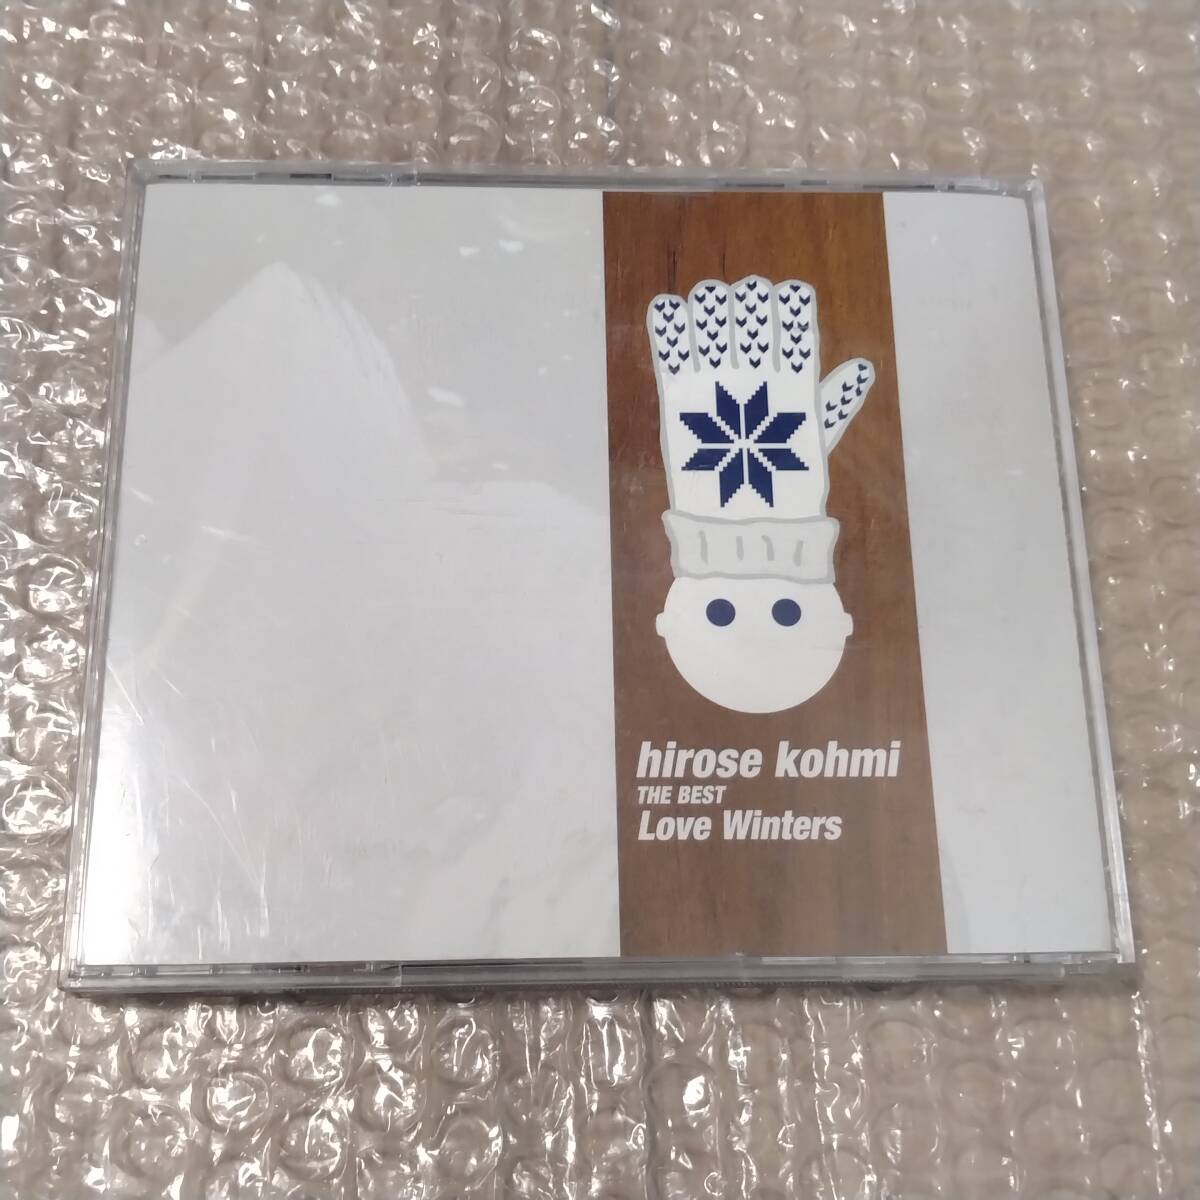 hirose kohmi
THE BEST
Love Winters